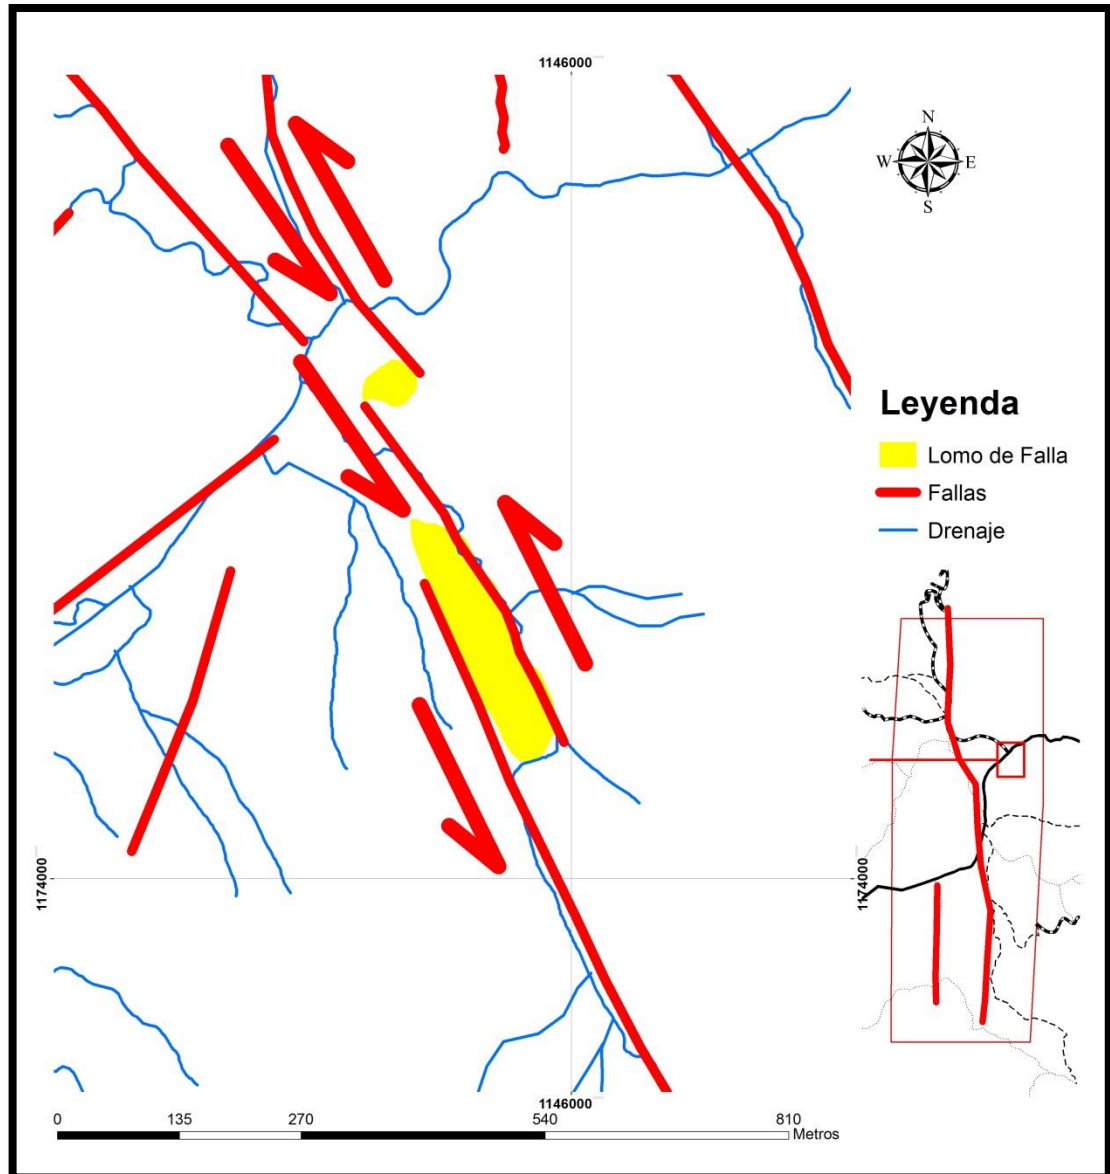 1146000
N
W
E
S
Leyenda
Lomo de Falla
Fallas
Drenaje
1174000
1174000
1146000
0 135 270 540 810
Metros